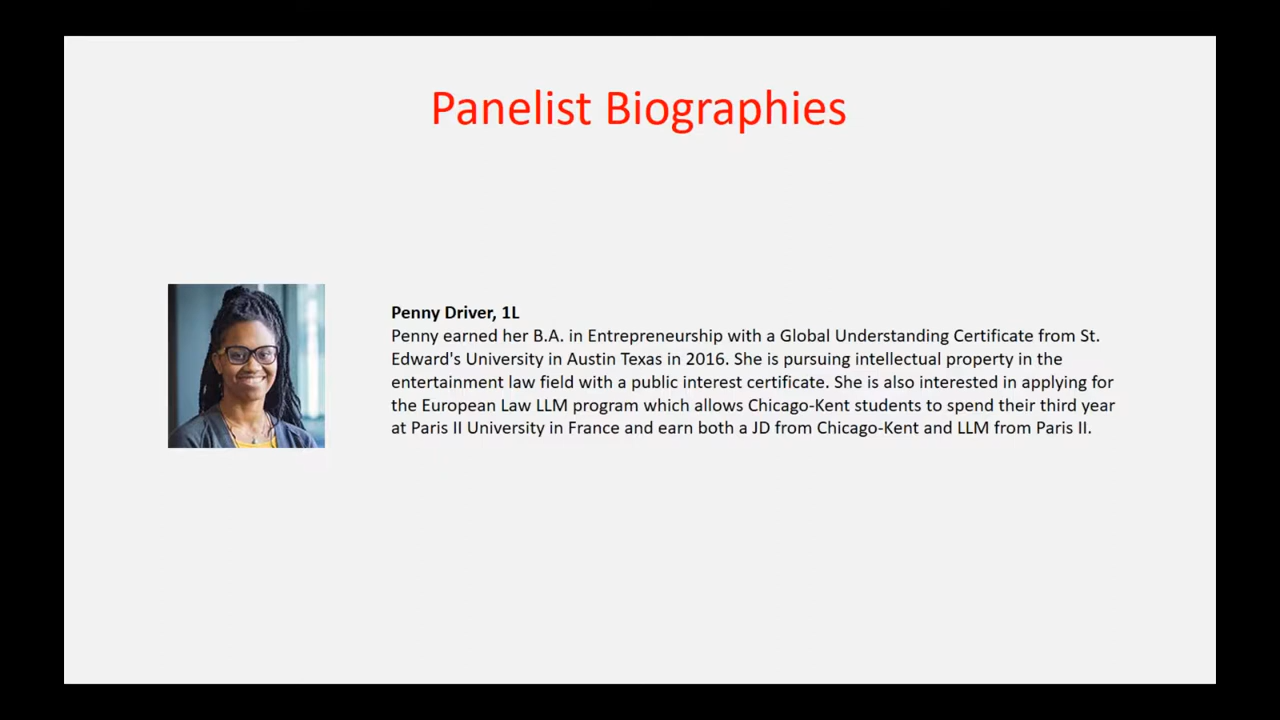 Panelist Biographies
Penny Driver, 1L
Penny earned her B.A. in Entrepreneurship with a Global Understanding Certificate from St.
Edward's University in Austin Texas in 2016. She is pursuing intellectual property in the
entertainment law field with a public interest certificate. She is also interested in applying for
the European Law LLM program which allows Chicago-Kent students to spend their third year
at Paris II University in France and earn both a JD from Chicago-Kent and LLM from Paris II.